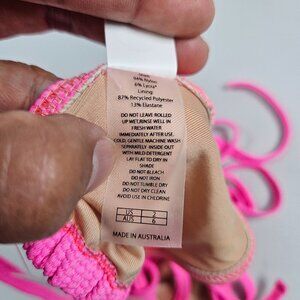 94% Nylon
6% Lycra®
Lining
87% Recycled Polyester
13% Elastane
DO NOT LEAVE ROLLED
UP WET, RINSE WELL IN
FRESH WATER
IMMEDIATELY AFTER USE.
COLD, GENTLE MACHINE WASH
SEPARATELY INSIDE OUT
WITH MILD DETERGENT
LAY FLAT TO DRY IN
SHADE
DO NOT BLEACH
DO NOT IRON
DO NOT TUMBLE DRY
DO NOT DRY CLEAN
AVOID USE IN CHLORINE
US 2
AUS 6
MADE IN AUSTRALIA